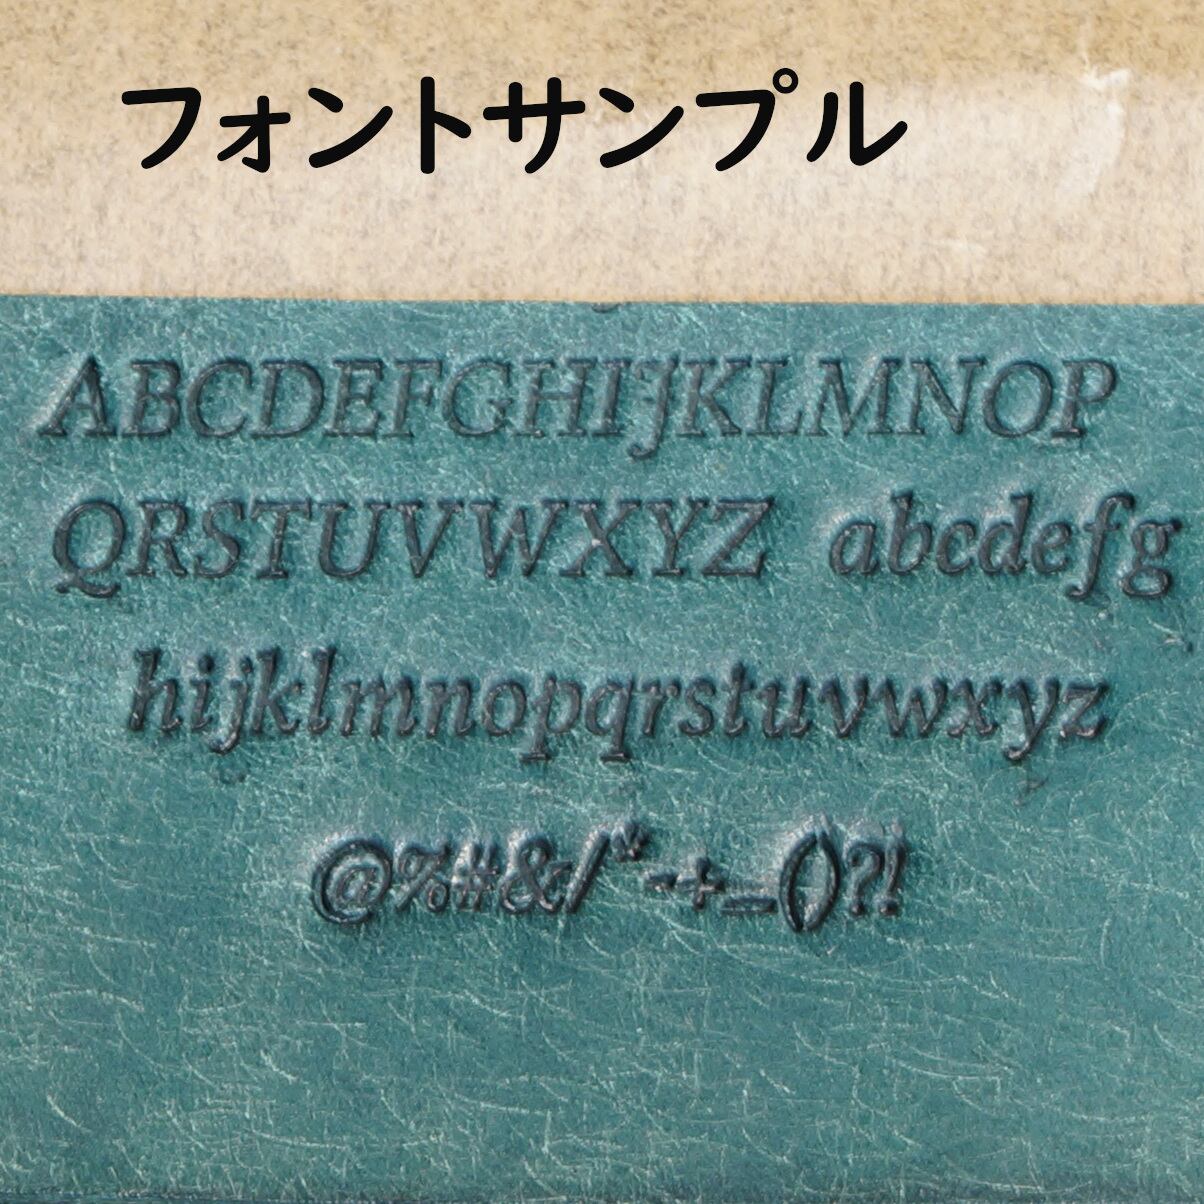 フォントサンプル
ABCDEFGHIJKLMNOP
QRSTUVWXYZ abcdefg
hijklmnopqrstuvwxyz
@%#&/*-+_()?!